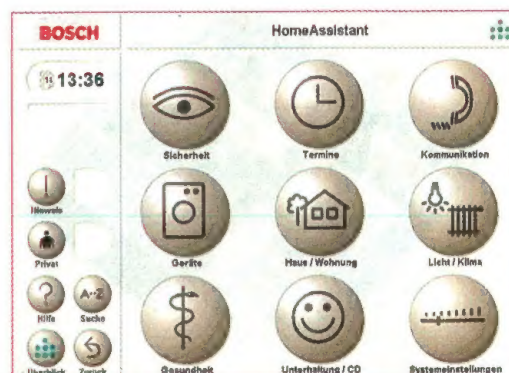 BOSCH
HomeAssistant
13:36
Sicherheit
Termine
Kommunikation
Hinweis
Geräte
Haus / Wohnung
Licht / Klima
Privat
Hilfe
A-Z
Suche
Gesundheit
Unterhaltung / CD
Systemeinstellungen
Überblick
Zurück